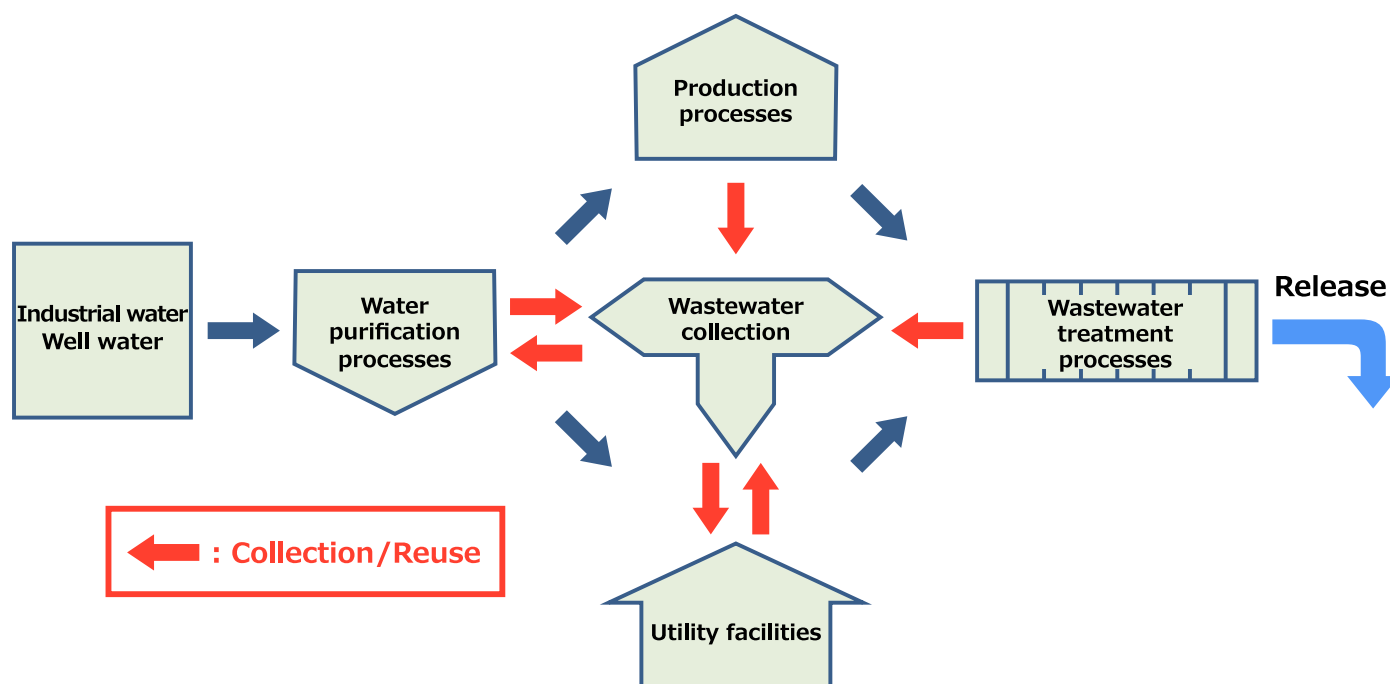 Production
processes
Industrial water
Well water
Water
purification
processes
Wastewater
collection
Wastewater
treatment
processes
Release
: Collection/Reuse
Utility facilities